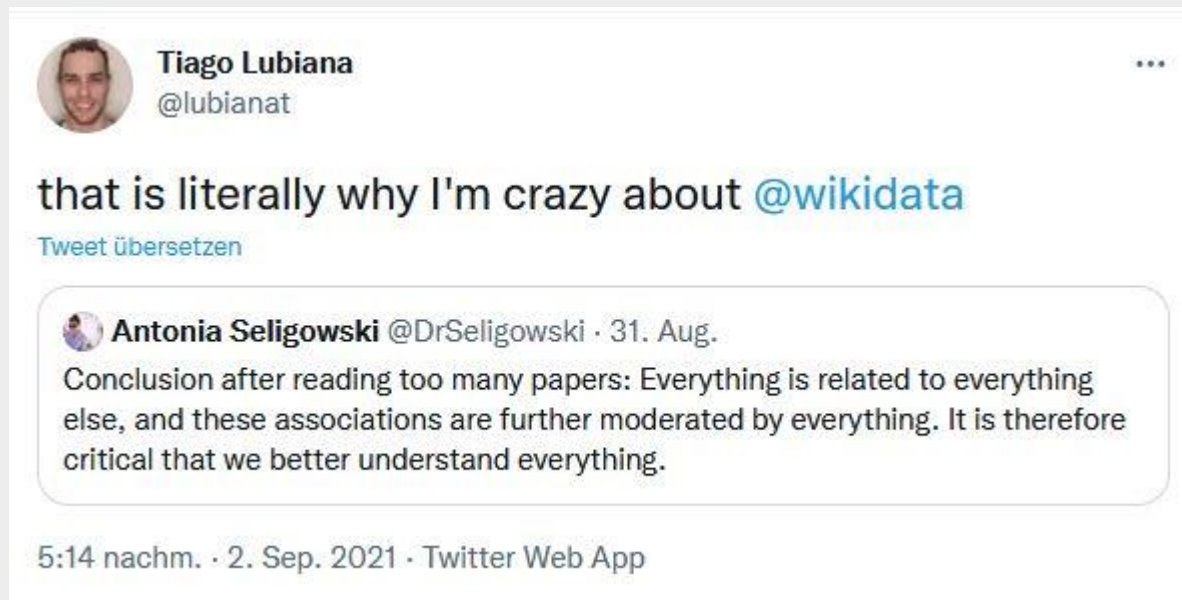 Tiago Lubiana
@lubianat
that is literally why I'm crazy about @wikidata
Tweet übersetzen
Antonia Seligowski @DrSeligowski · 31. Aug.
Conclusion after reading too many papers: Everything is related to everything
else, and these associations are further moderated by everything. It is therefore
critical that we better understand everything.
5:14 nachm. · 2. Sep. 2021 · Twitter Web App